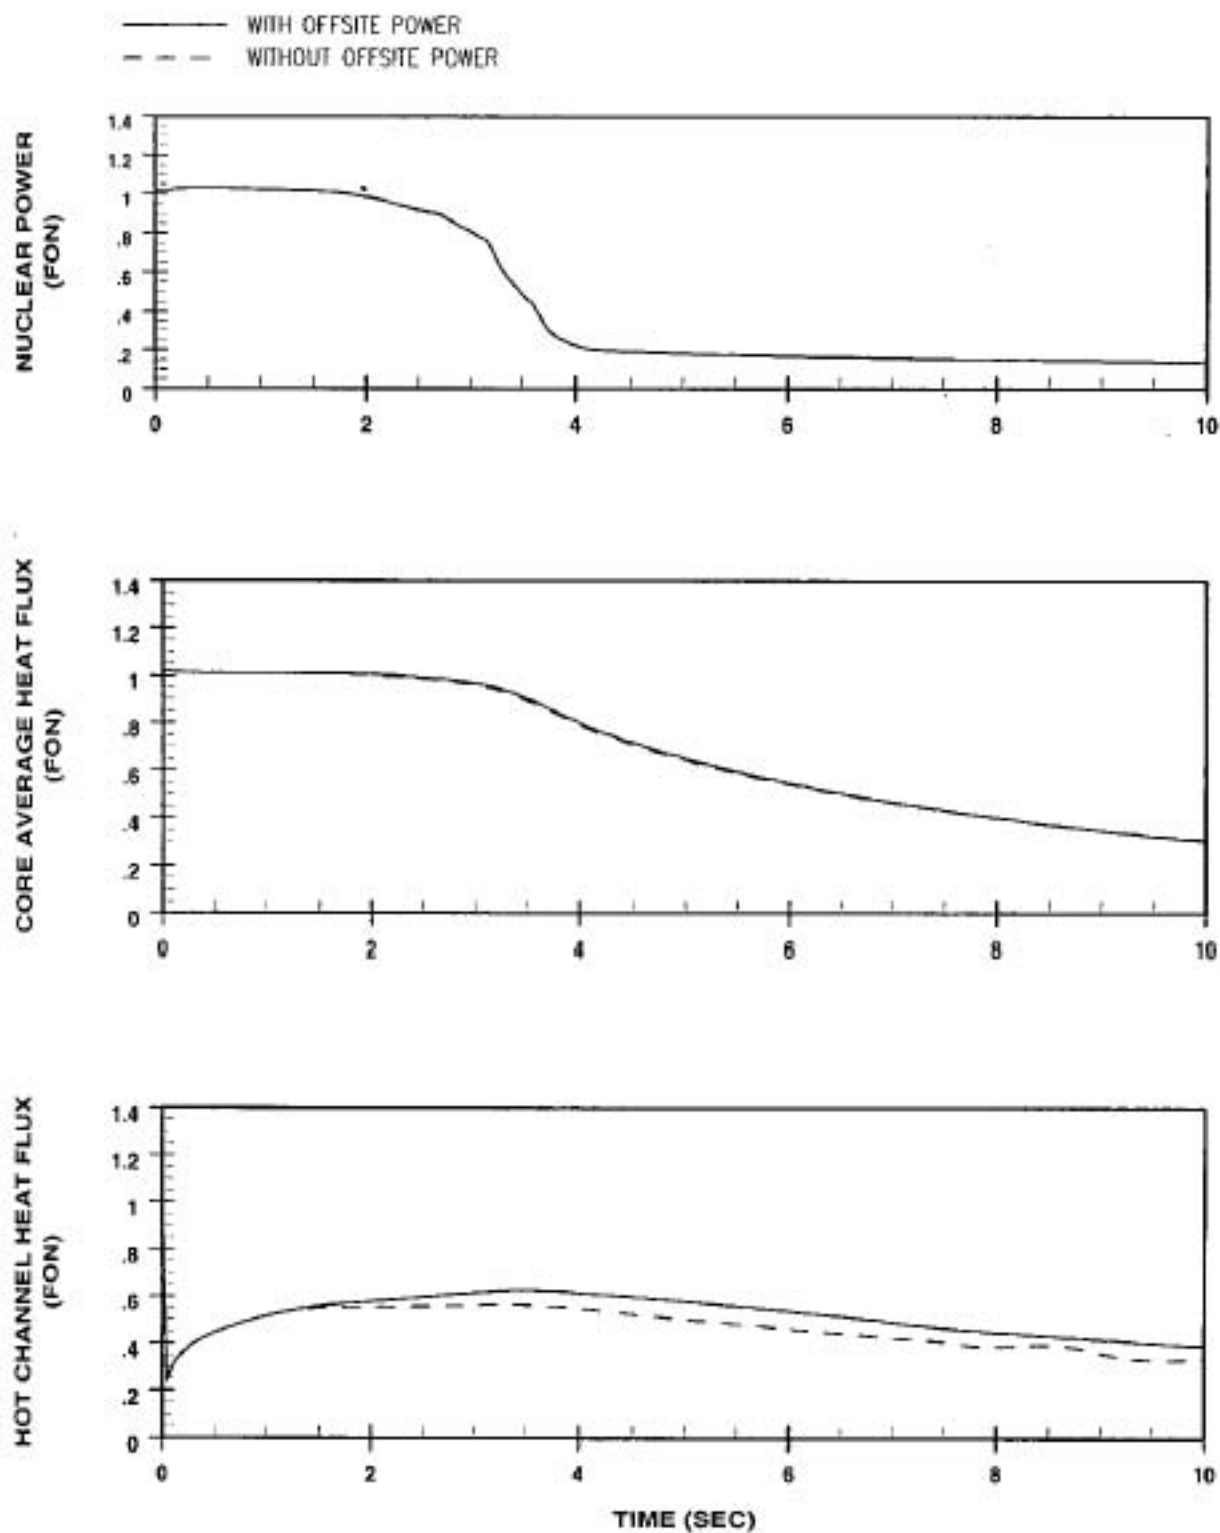 WITH OFFSITE POWER
WITHOUT OFFSITE POWER
NUCLEAR POWER
(FON)
1.4
1.2
1
.8
.6
.4
.2
0
0 2 4 6 8 10
CORE AVERAGE HEAT FLUX
(FON)
1.4
1.2
1
.8
.6
.4
.2
0
0 2 4 6 8 10
HOT CHANNEL HEAT FLUX
(FON)
1.4
1.2
1
.8
.6
.4
.2
0
0 2 4 6 8 10
TIME (SEC)